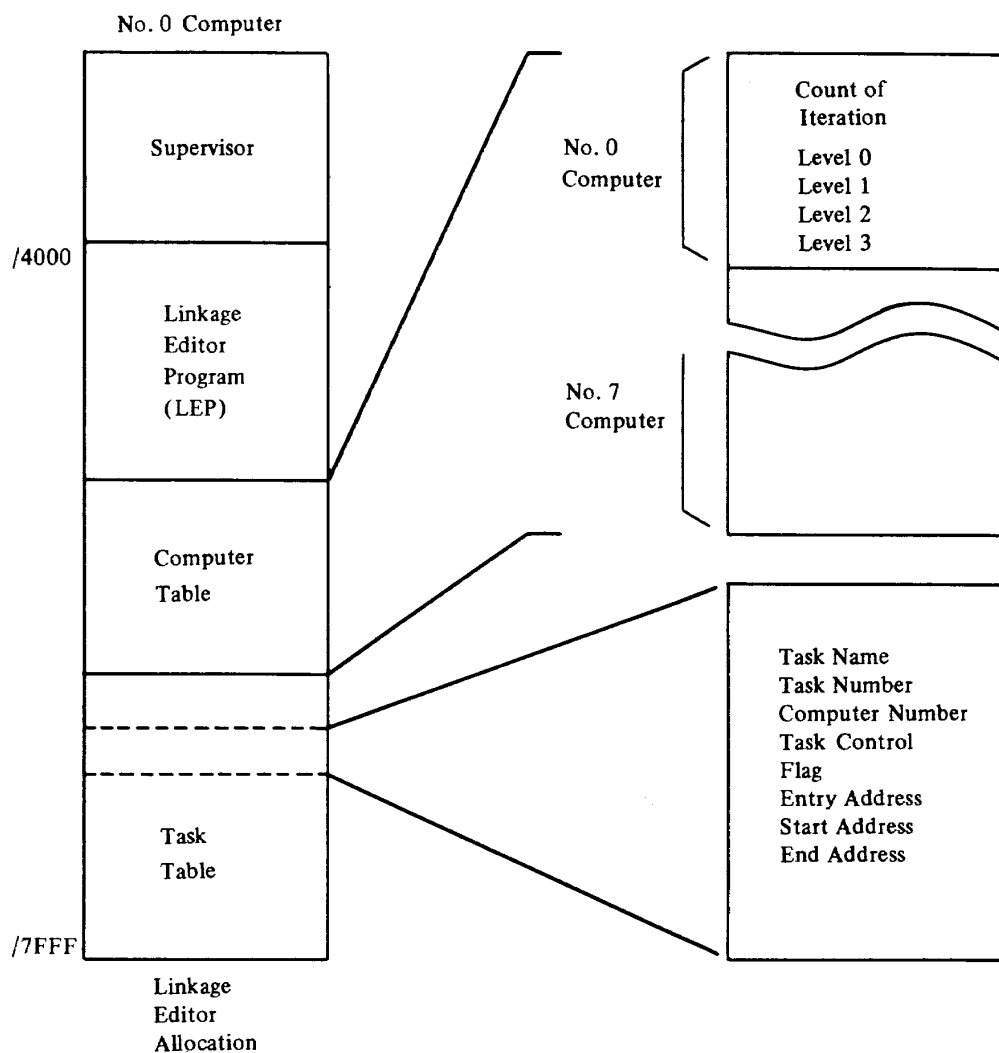 No. 0 Computer
Supervisor
/4000
Linkage
Editor
Program
(LEP)
Computer
Table
Task
Table
/7FFF
Linkage
Editor
Allocation
No. 0
Computer
Count of
Iteration
Level 0
Level 1
Level 2
Level 3
No. 7
Computer
Task Name
Task Number
Computer Number
Task Control
Flag
Entry Address
Start Address
End Address